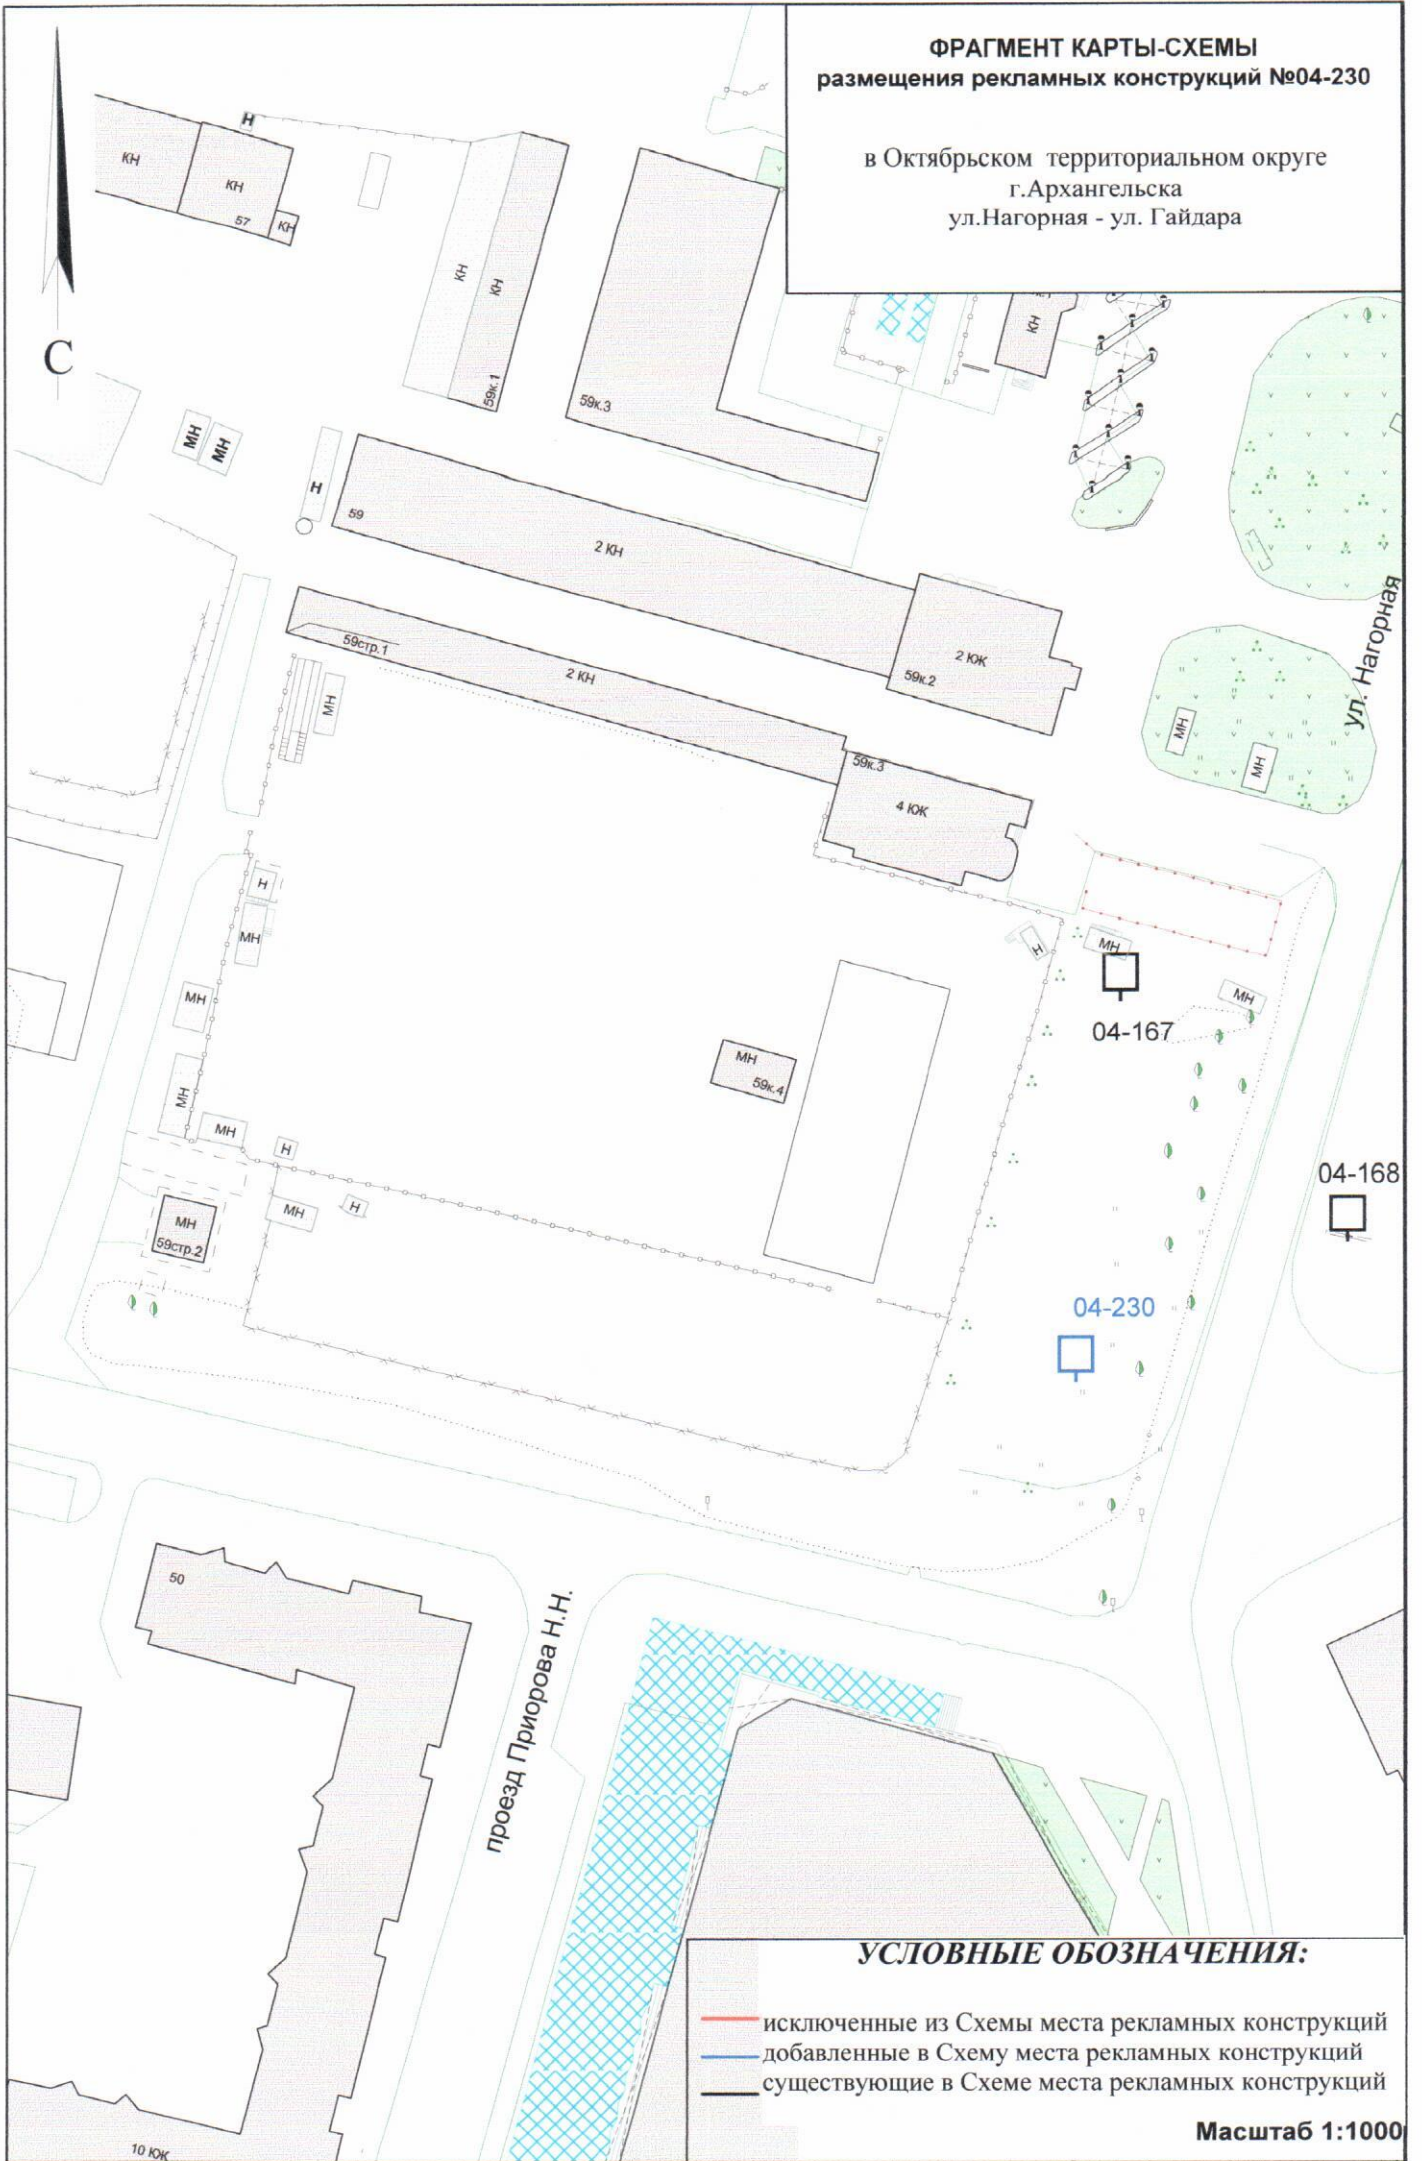 ФРАГМЕНТ КАРТЫ-СХЕМЫ
размещения рекламных конструкций №04-230
в Октябрьском территориальном округе
г.Архангельска
ул.Нагорная - ул. Гайдара
С
Н
КН
КН
57
КН
КН
КН
59к.1
59к.3
КН
МН
МН
Н
59
2 КН
2 КЖ
59к.2
ул. Нагорная
59стр.1
2 КН
МН
МН
МН
59к.3
4 КЖ
Н
МН
Н
МН
МН
МН
04-167
МН
59к.4
МН
МН
Н
04-168
МН
Н
МН
59стр.2
04-230
50
проезд Приорова Н.Н.
10 КЖ
УСЛОВНЫЕ ОБОЗНАЧЕНИЯ:
исключенные из Схемы места рекламных конструкций
добавленные в Схему места рекламных конструкций
существующие в Схеме места рекламных конструкций
Масштаб 1:1000